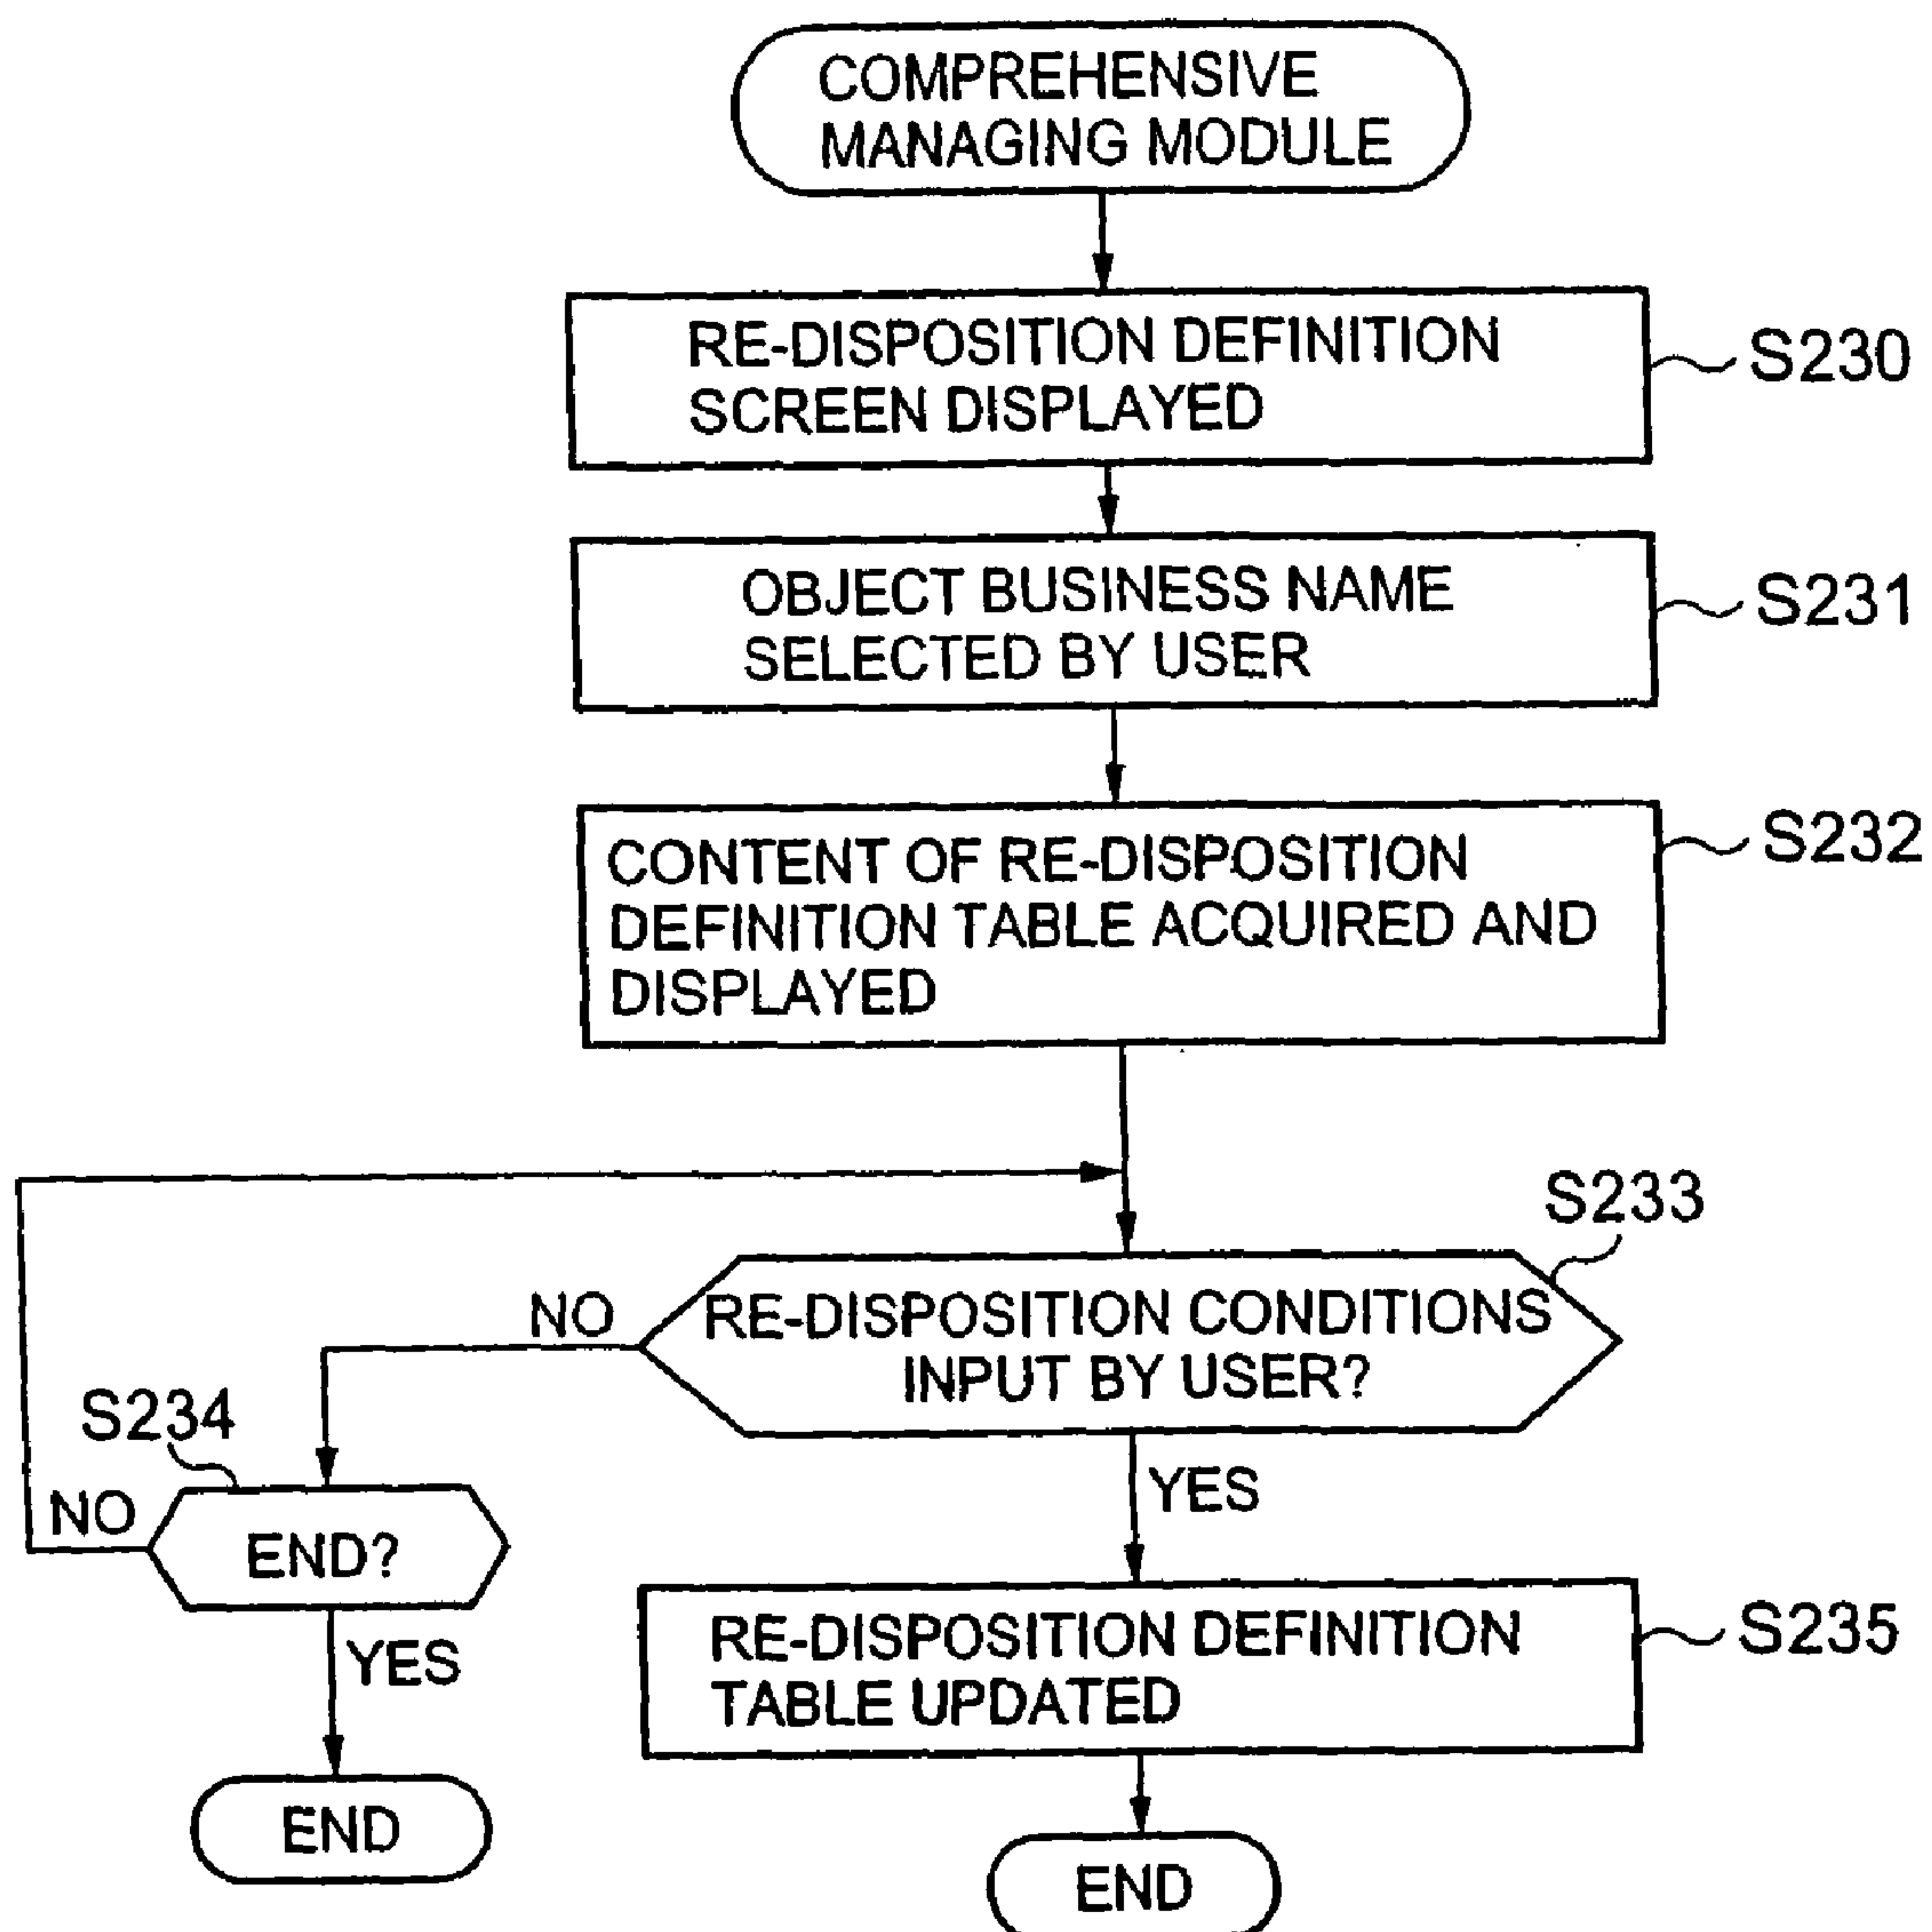 COMPREHENSIVE
MANAGING MODULE
RE-DISPOSITION DEFINITION
SCREEN DISPLAYED
S230
OBJECT BUSINESS NAME
SELECTED BY USER
S231
CONTENT OF RE-DISPOSITION
DEFINITION TABLE ACQUIRED AND
DISPLAYED
S232
S233
RE-DISPOSITION CONDITIONS
INPUT BY USER?
NO
S234
NO
END?
YES
YES
RE-DISPOSITION DEFINITION
TABLE UPDATED
S235
END
END